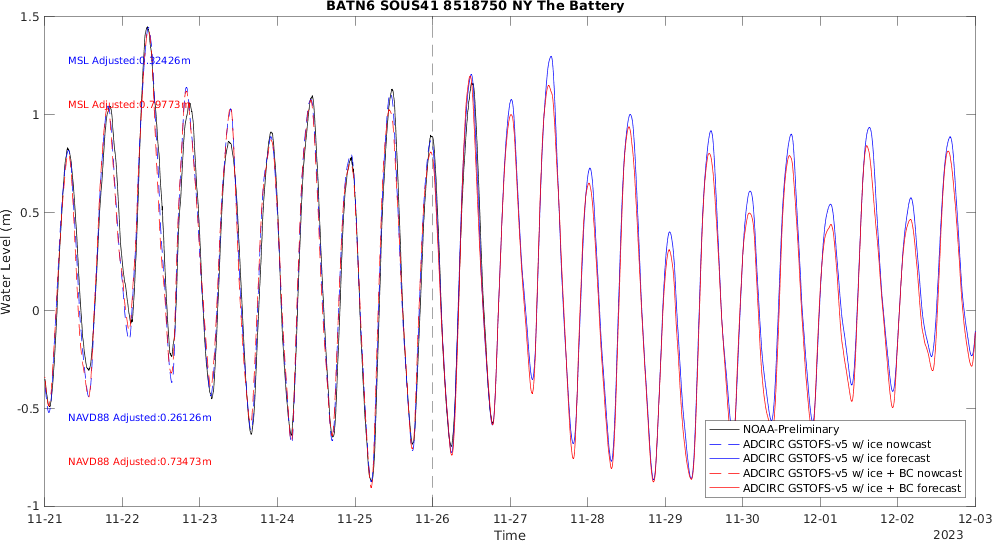 BATN6 SOUS41 8518750 NY The Battery
1.5
1
0.5
0
-0.5
-1
Water Level (m)
MSL Adjusted:0.32426m
MSL Adjusted:0.79773m
NAVD88 Adjusted:0.26126m
NAVD88 Adjusted:0.73473m
NOAA-Preliminary
ADCIRC GSTOFS-v5 w/ ice nowcast
ADCIRC GSTOFS-v5 w/ ice forecast
ADCIRC GSTOFS-v5 w/ ice + BC nowcast
ADCIRC GSTOFS-v5 w/ ice + BC forecast
11-21 11-22 11-23 11-24 11-25 11-26 11-27 11-28 11-29 11-30 12-01 12-02 12-03
Time
2023